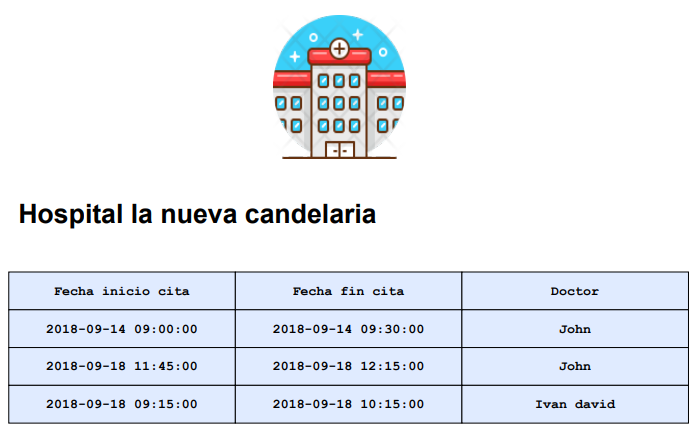 Hospital la nueva candelaria
Fecha inicio cita Fecha fin cita Doctor
2018-09-14 09:00:00 2018-09-14 09:30:00 John
2018-09-18 11:45:00 2018-09-18 12:15:00 John
2018-09-18 09:15:00 2018-09-18 10:15:00 Ivan david